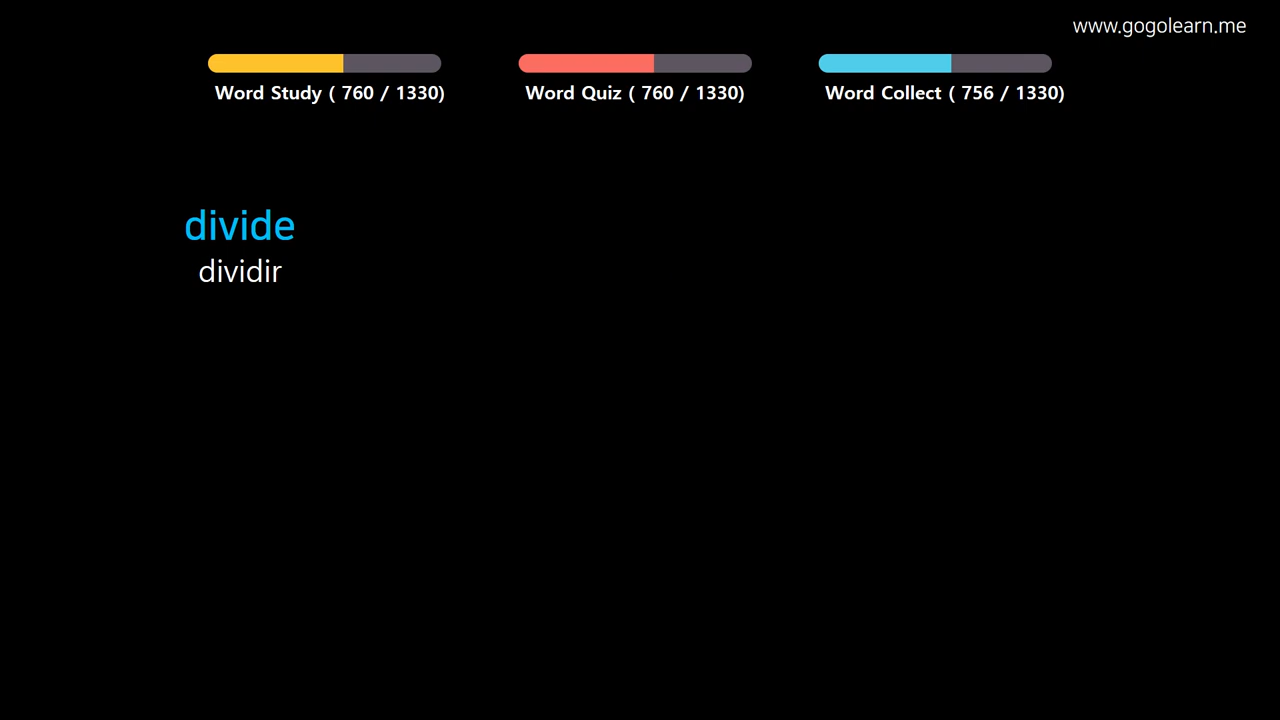 www.gogolearn.me
Word Study ( 760 / 1330)
Word Quiz ( 760 / 1330)
Word Collect ( 756 / 1330)
divide
dividir